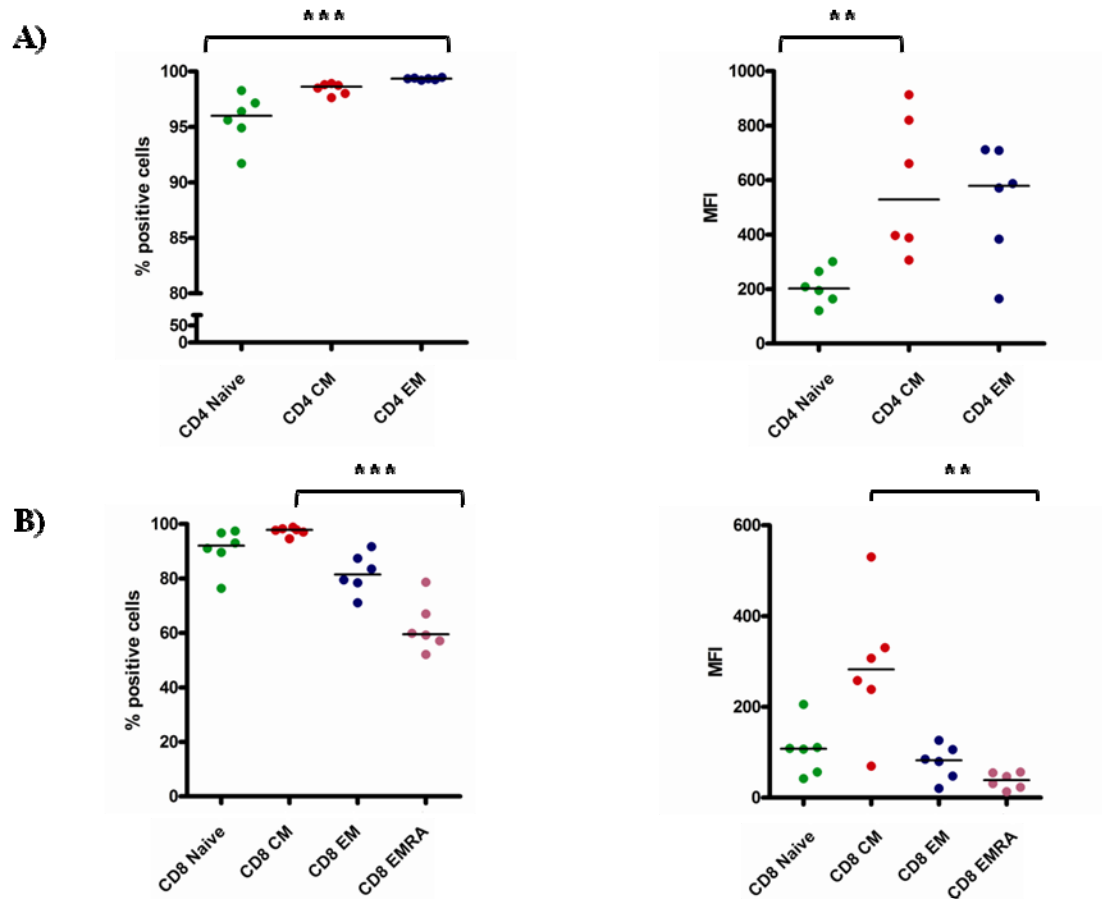 A)
***
% positive cells
100
95
90
85
80
50
0
CD4 Naive
CD4 CM
CD4 EM
**
MFI
1000
800
600
400
200
0
CD4 Naive
CD4 CM
CD4 EM
B)
***
% positive cells
100
80
60
40
20
0
CD8 Naive
CD8 CM
CD8 EM
CD8 EMRA
**
MFI
600
400
200
0
CD8 Naive
CD8 CM
CD8 EM
CD8 EMRA